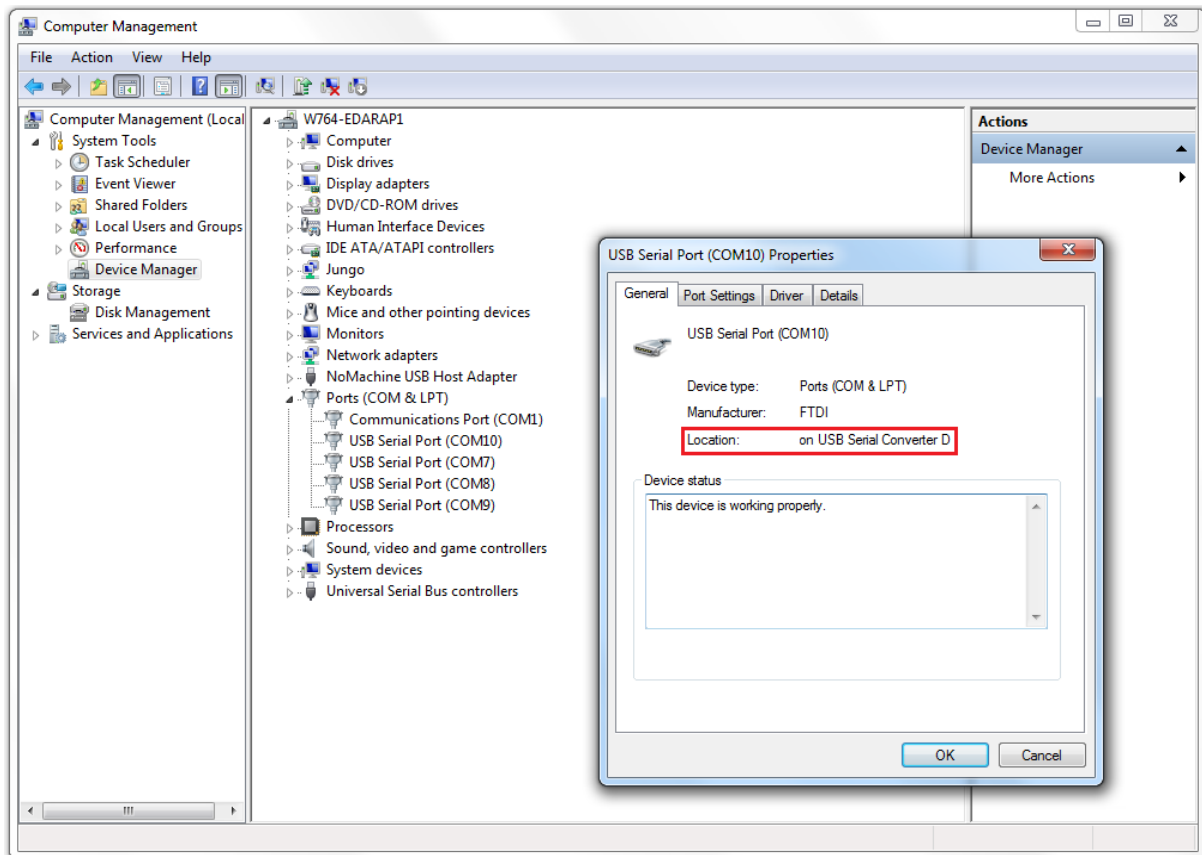 Computer Management
File Action View Help
Computer Management (Local
System Tools
Task Scheduler
Event Viewer
Shared Folders
Local Users and Groups
Performance
Device Manager
Storage
Disk Management
Services and Applications
W764-EDARAP1
Computer
Disk drives
Display adapters
DVD/CD-ROM drives
Human Interface Devices
IDE ATA/ATAPI controllers
Jungo
Keyboards
Mice and other pointing devices
Monitors
Network adapters
NoMachine USB Host Adapter
Ports (COM & LPT)
Communications Port (COM1)
USB Serial Port (COM10)
USB Serial Port (COM7)
USB Serial Port (COM8)
USB Serial Port (COM9)
Processors
Sound, video and game controllers
System devices
Universal Serial Bus controllers
Actions
Device Manager
More Actions
USB Serial Port (COM10) Properties
General Port Settings Driver Details
USB Serial Port (COM10)
Device type: Ports (COM & LPT)
Manufacturer: FTDI
Location: on USB Serial Converter D
Device status
This device is working properly.
OK Cancel